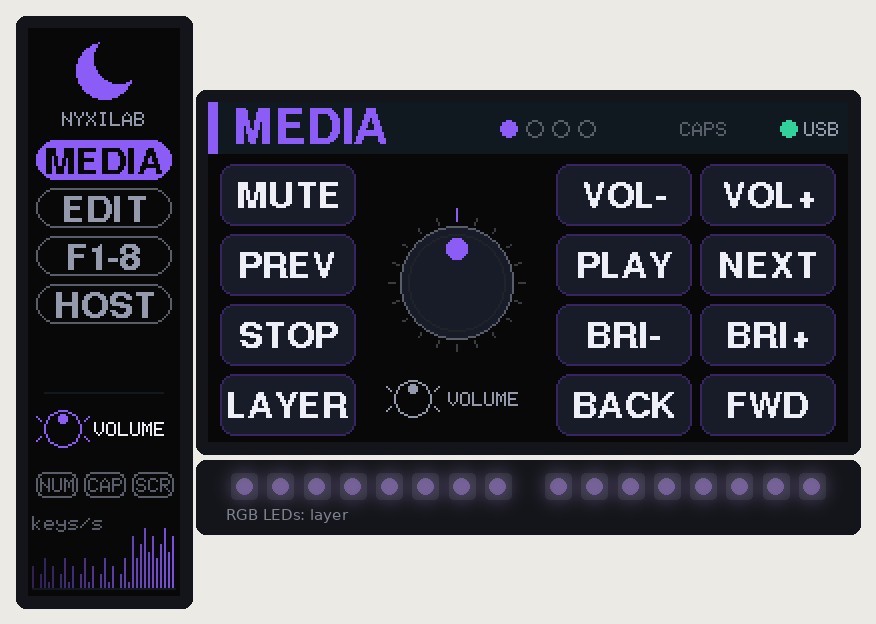 NYXILAB
MEDIA
EDIT
F1-8
HOST
VOLUME
NUM CAP SCR
keys/s
MEDIA CAPS USB
MUTE VOL- VOL+
PREV PLAY NEXT
STOP BRI- BRI+
LAYER VOLUME BACK FWD
RGB LEDs: layer